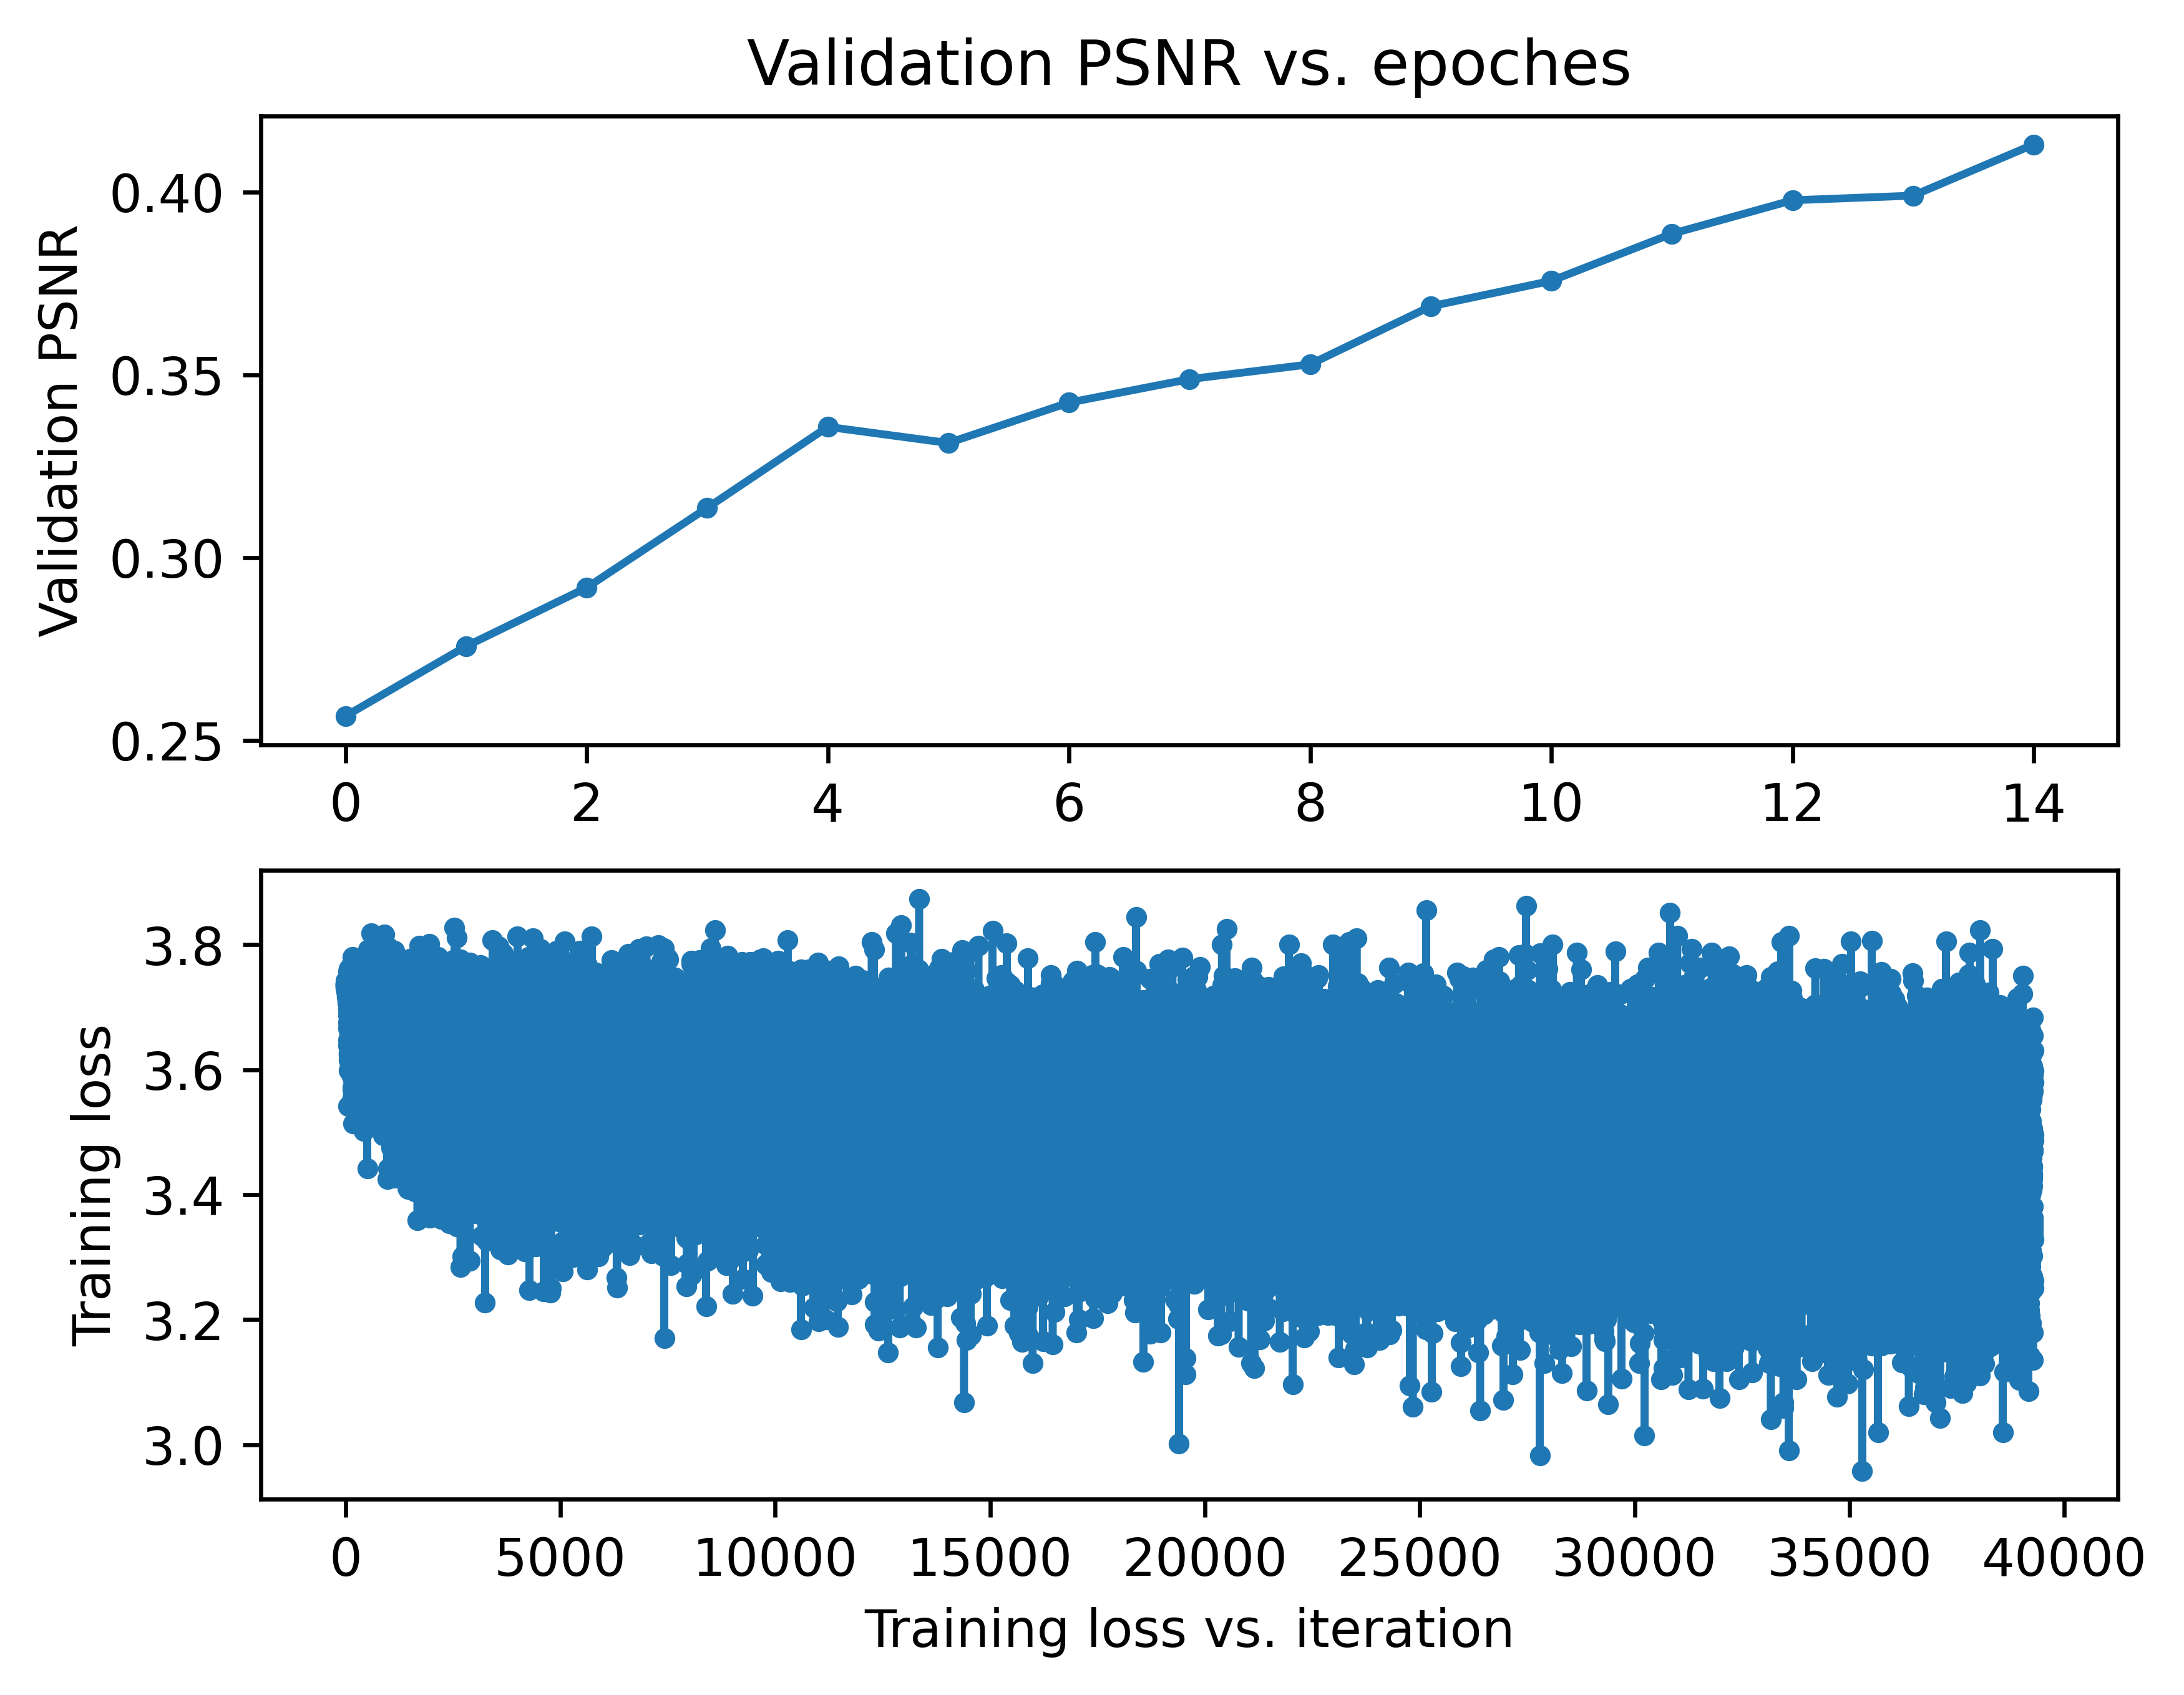 Validation PSNR vs. epoches
Validation PSNR
0.40
0.35
0.30
0.25
0 2 4 6 8 10 12 14
Training loss
3.8
3.6
3.4
3.2
3.0
0 5000 10000 15000 20000 25000 30000 35000 40000
Training loss vs. iteration